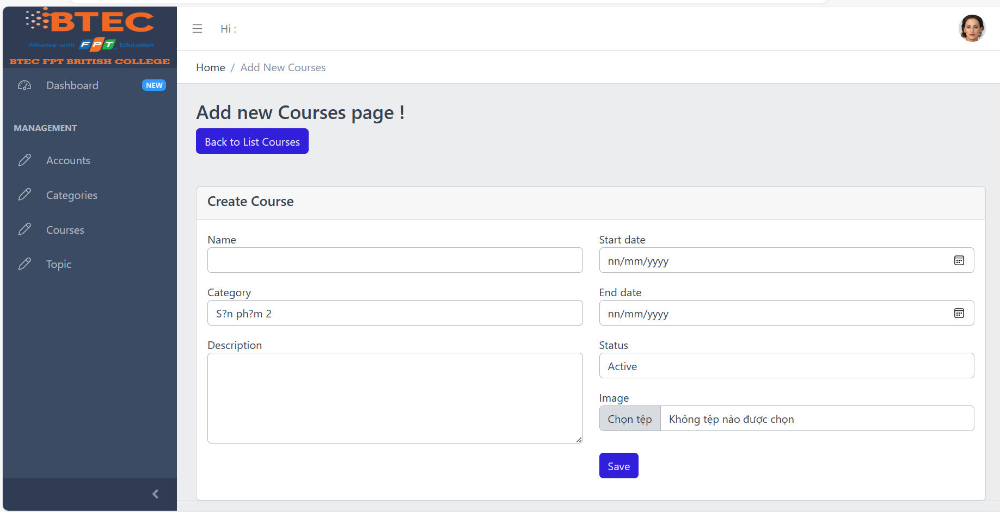 BTEC
Alliance with FPT Education
BTEC FPT BRITISH COLLEGE
Dashboard NEW
MANAGEMENT
Accounts
Categories
Courses
Topic
Hi :
Home / Add New Courses
Add new Courses page !
Back to List Courses
Create Course
Name
Category
S?n ph?m 2
Description
Start date
nn/mm/yyyy
End date
nn/mm/yyyy
Status
Active
Image
Chọn tệp Không tệp nào được chọn
Save